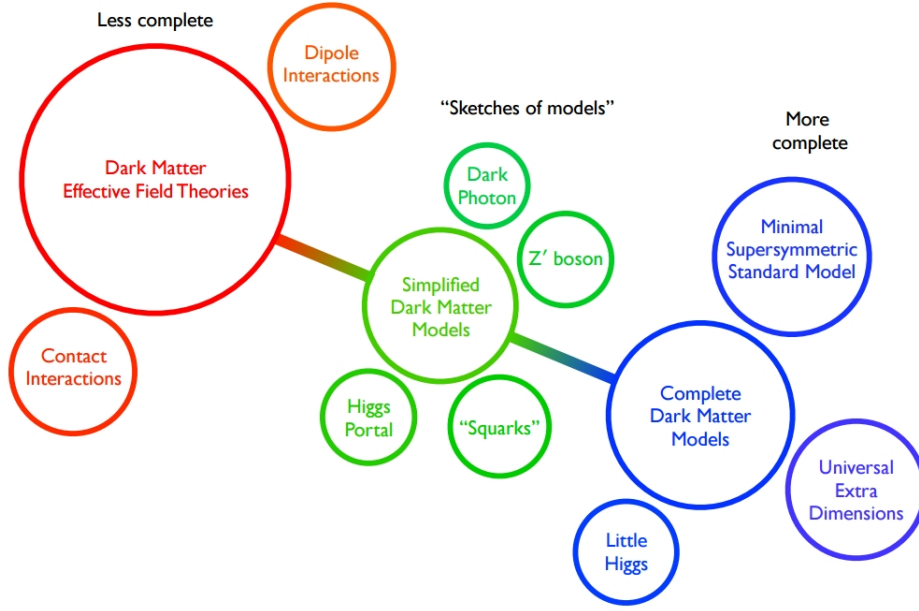 Less complete
Dipole
Interactions
Dark Matter
Effective Field Theories
Contact
Interactions
“Sketches of models”
Dark
Photon
Z′ boson
Simplified
Dark Matter
Models
Higgs
Portal
“Squarks”
More
complete
Minimal
Supersymmetric
Standard Model
Complete
Dark Matter
Models
Universal
Extra
Dimensions
Little
Higgs